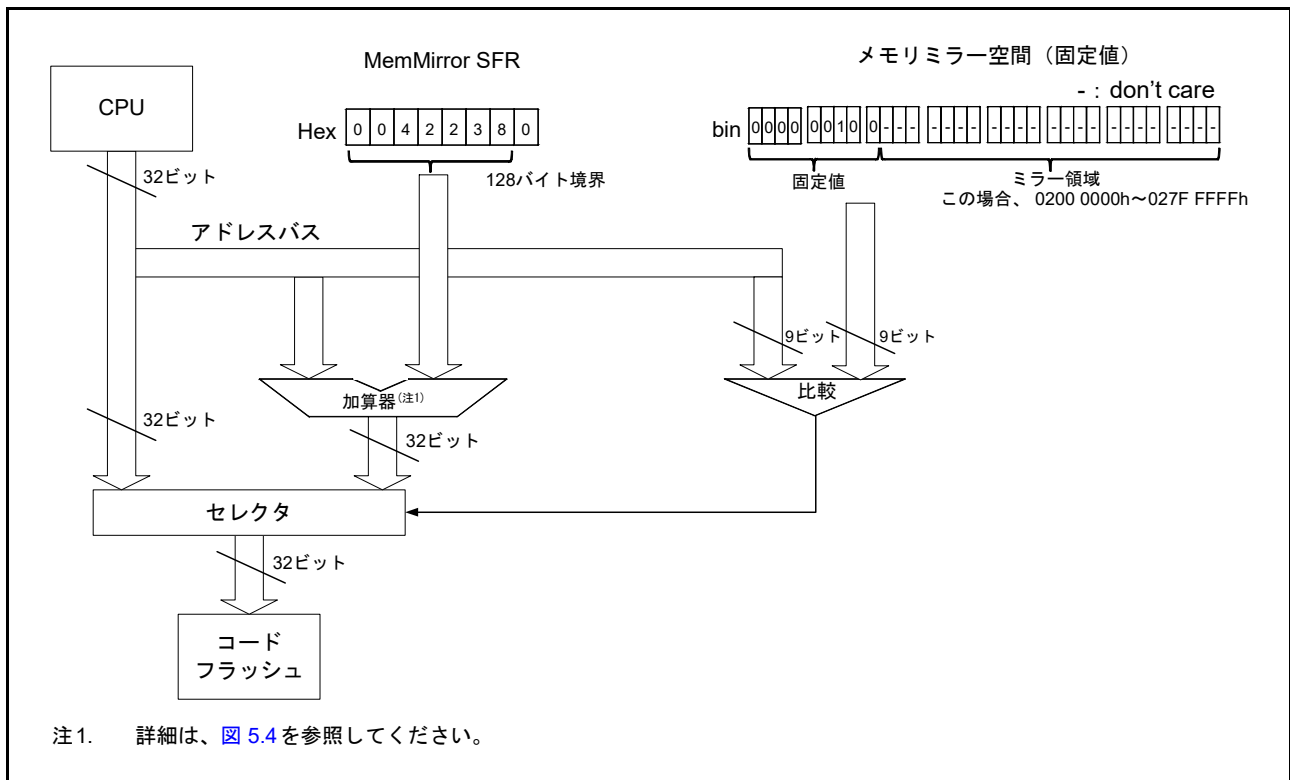 MemMirror SFR
メモリミラー空間（固定値）
- : don't care
CPU
Hex 0 0 4 2 2 3 8 0
bin 0000 0010 0--- ---- ---- ---- ---- ----
32ビット
128バイト境界
固定値
ミラー領域
この場合、 0200 0000h～027F FFFFh
アドレスバス
9ビット
9ビット
加算器(注1)
比較
32ビット
32ビット
セレクタ
32ビット
コード
フラッシュ
注1. 詳細は、図 5.4を参照してください。